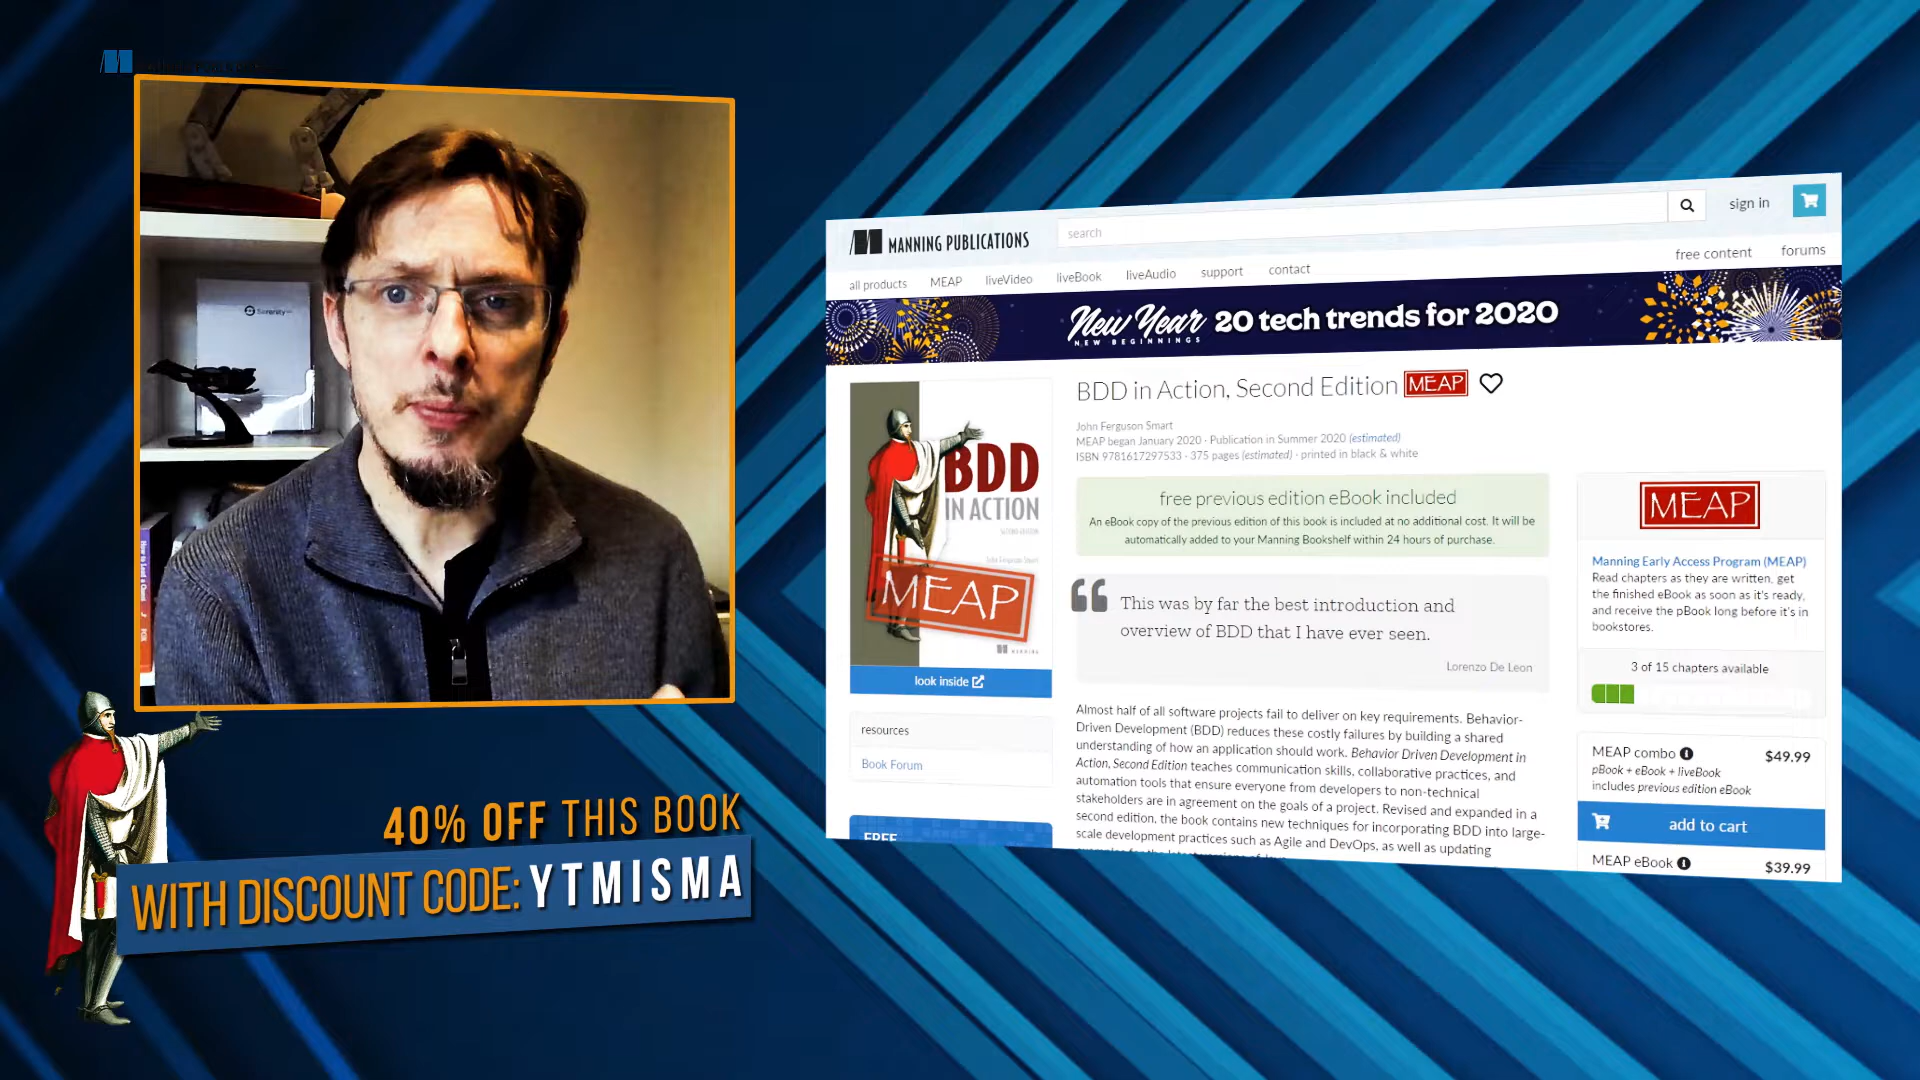 Serenity
How to Lead a Quest
40% OFF THIS BOOK
WITH DISCOUNT CODE: YTMISMA
MANNING PUBLICATIONS
search
sign in
all products MEAP liveVideo liveBook liveAudio support contact
free content forums
New Year 20 tech trends for 2020
NEW BEGINNINGS
BDD
IN ACTION
SECOND EDITION
John Ferguson Smart
MEAP
MANNING
look inside
resources
Book Forum
FREE
BDD in Action, Second Edition MEAP
John Ferguson Smart
MEAP began January 2020 · Publication in Summer 2020 (estimated)
ISBN 9781617297533 · 375 pages (estimated) · printed in black & white
free previous edition eBook included
An eBook copy of the previous edition of this book is included at no additional cost. It will be
automatically added to your Manning Bookshelf within 24 hours of purchase.
This was by far the best introduction and
overview of BDD that I have ever seen.
Lorenzo De Leon
Almost half of all software projects fail to deliver on key requirements. Behavior-
Driven Development (BDD) reduces these costly failures by building a shared
understanding of how an application should work. Behavior Driven Development in
Action, Second Edition teaches communication skills, collaborative practices, and
automation tools that ensure everyone from developers to non-technical
stakeholders are in agreement on the goals of a project. Revised and expanded in a
second edition, the book contains new techniques for incorporating BDD into large-
scale development practices such as Agile and DevOps, as well as updating
MEAP
Manning Early Access Program (MEAP)
Read chapters as they are written, get
the finished eBook as soon as it's ready,
and receive the pBook long before it's in
bookstores.
3 of 15 chapters available
MEAP combo $49.99
pBook + eBook + liveBook
includes previous edition eBook
add to cart
MEAP eBook $39.99